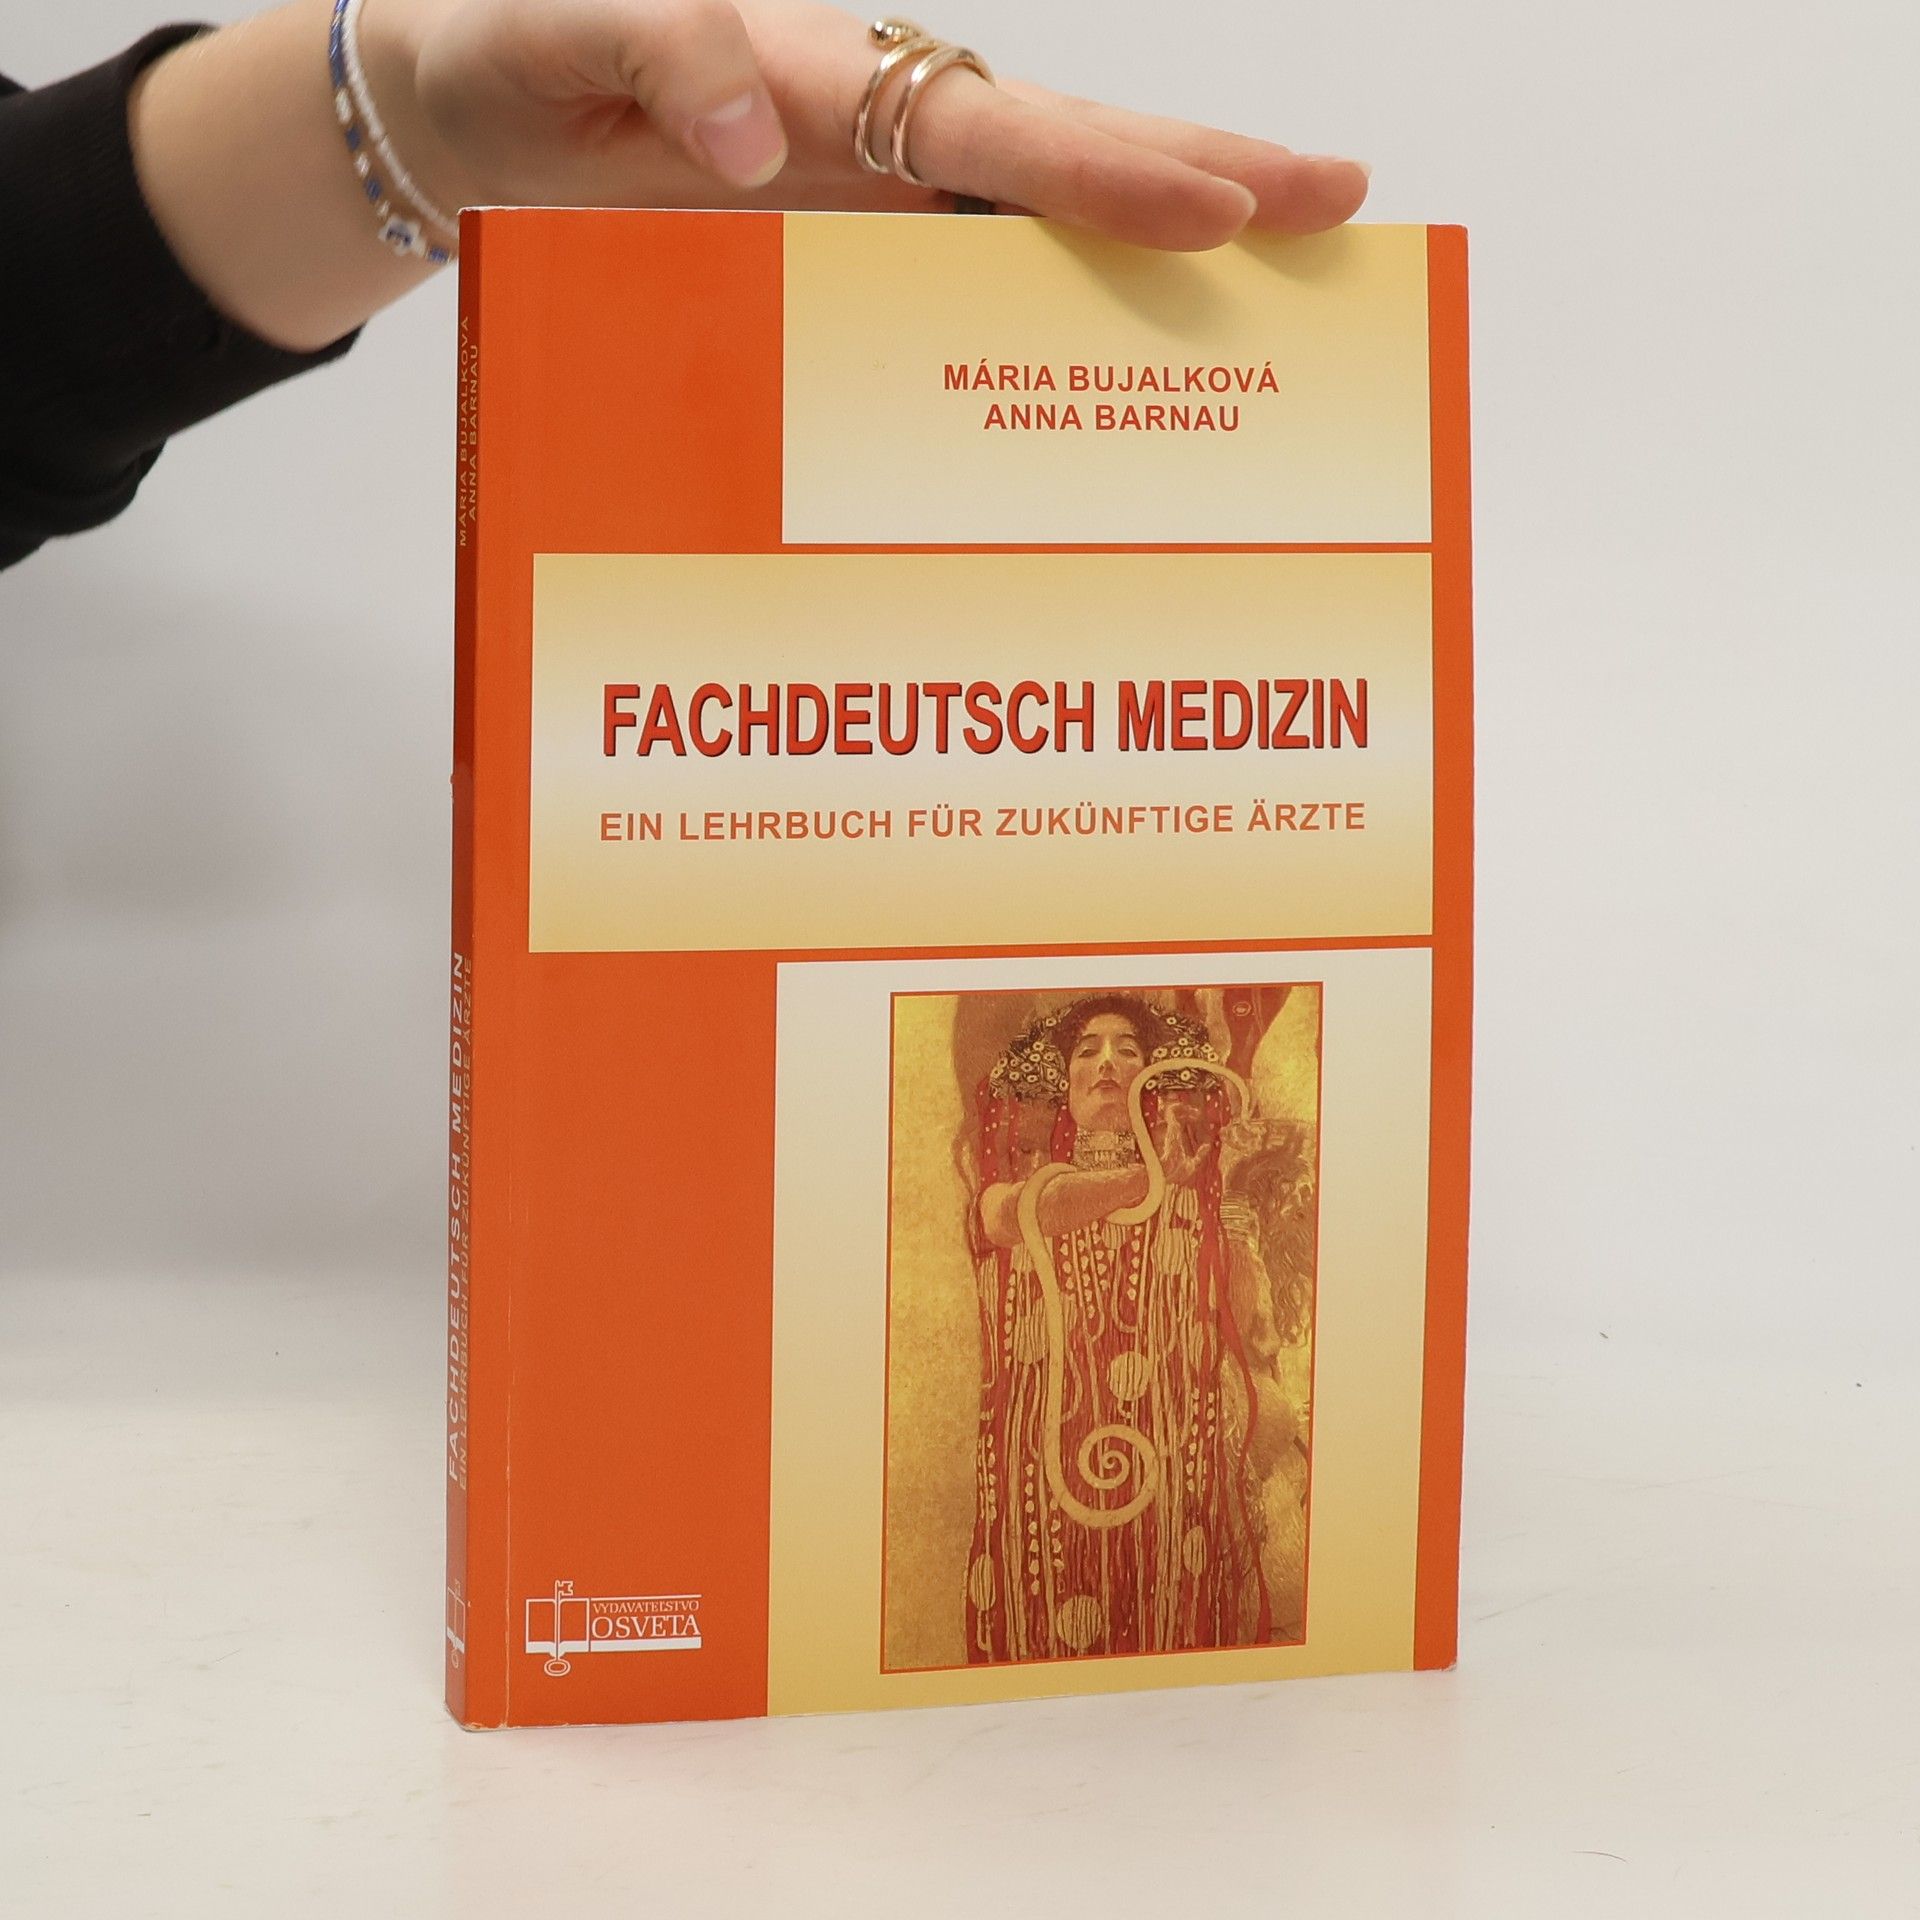 MÁRIA BUJALKOVÁ
ANNA BARNAU
FACHDEUTSCH MEDIZIN
EIN LEHRBUCH FÜR ZUKÜNFTIGE ÄRZTE
VYDAVATEĽSTVO
OSVETA
MÁRIA BUJALKOVÁ
ANNA BARNAU
FACHDEUTSCH MEDIZIN
EIN LEHRBUCH FÜR ZUKÜNFTIGE ÄRZTE